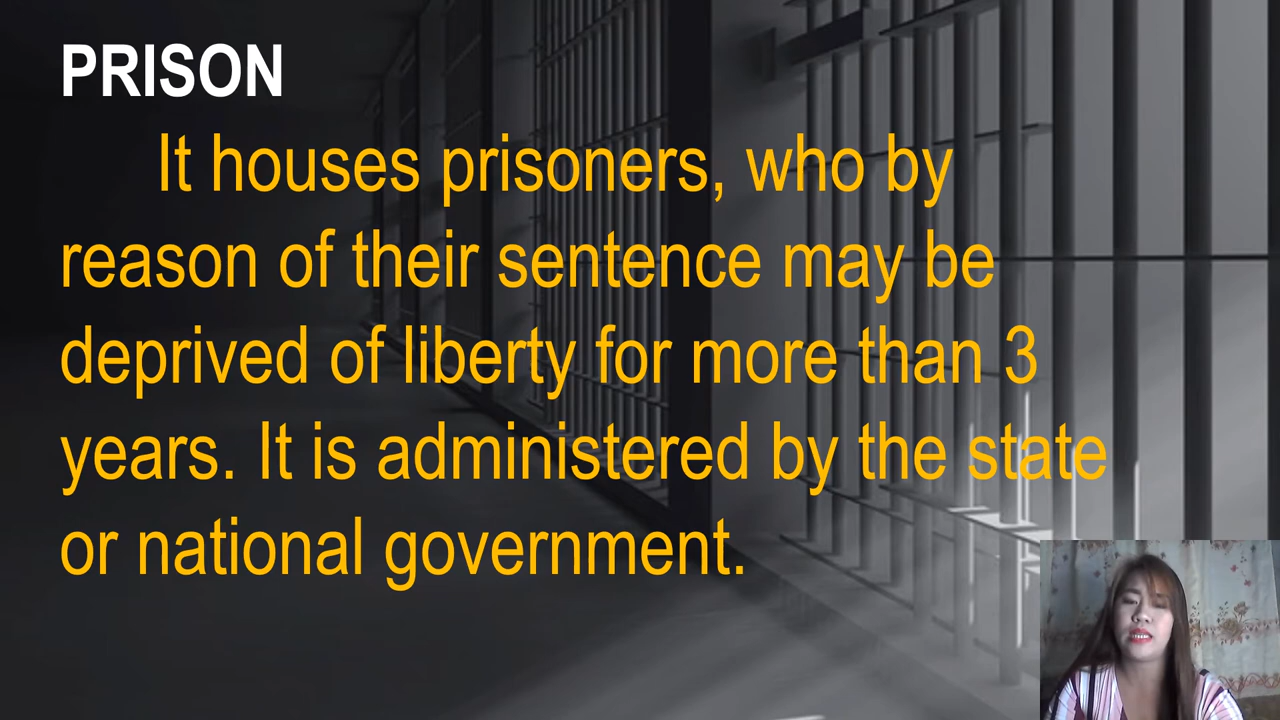 PRISON
It houses prisoners, who by
reason of their sentence may be
deprived of liberty for more than 3
years. It is administered by the state
or national government.